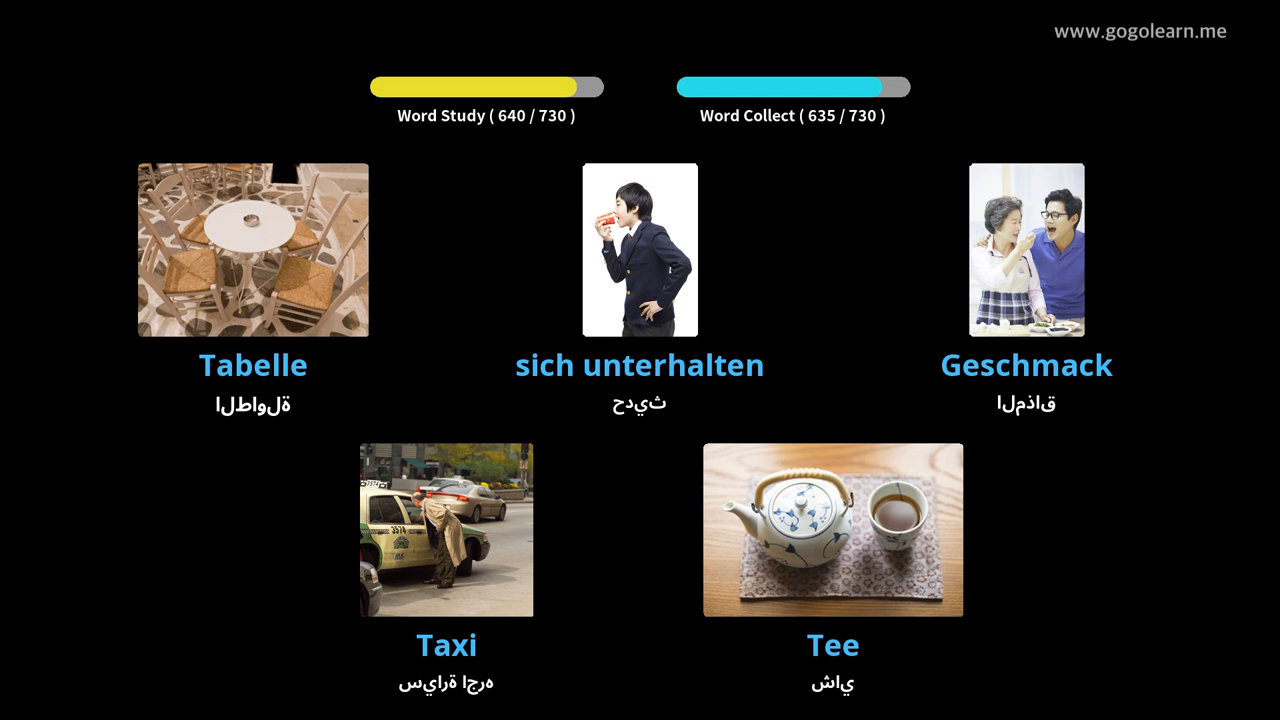 www.gogolearn.me
Word Study ( 640 / 730 )
Word Collect ( 635 / 730 )
Tabelle
sich unterhalten
Geschmack
الطاولة
حديث
المذاق
Taxi
Tee
سيارة اجره
شاي